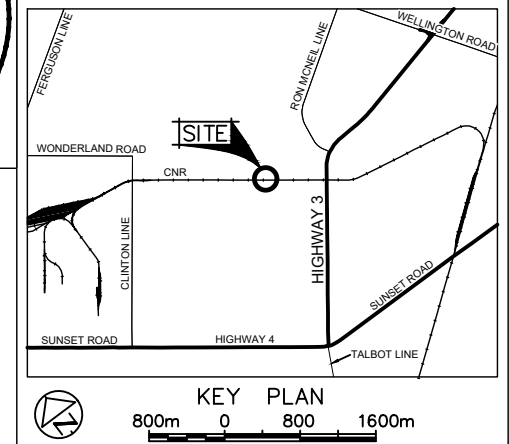 FERGUSON LINE
RON MCNEIL LINE
WELLINGTON ROAD
SITE
WONDERLAND ROAD
CNR
CLINTON LINE
HIGHWAY 3
SUNSET ROAD
SUNSET ROAD
HIGHWAY 4
TALBOT LINE
KEY PLAN
N
800m 0 800 1600m